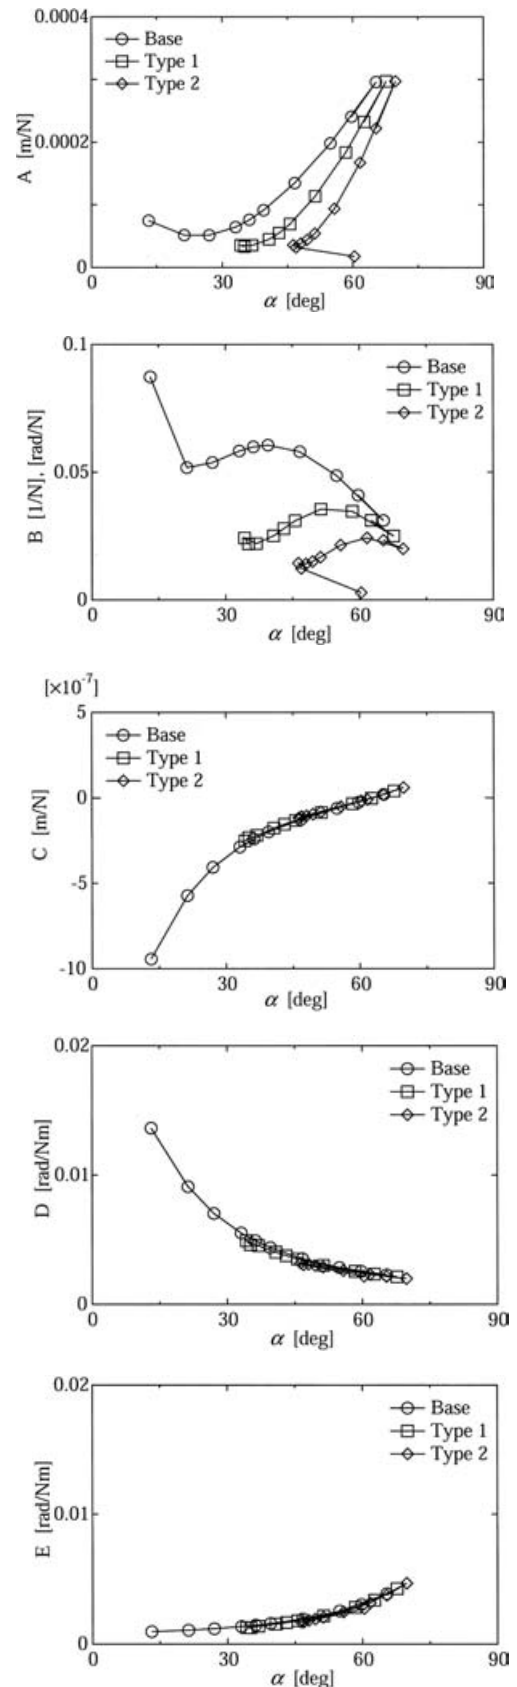 0.0004
Base
Type 1
Type 2
A [m/N]
0.0002
0
0 30 60 90
α [deg]
0.1
Base
Type 1
Type 2
B [1/N], [rad/N]
0.05
0
0 30 60 90
α [deg]
[×10⁻⁷]
5
Base
Type 1
Type 2
C [m/N]
0
-5
-10
0 30 60 90
α [deg]
0.02
Base
Type 1
Type 2
D [rad/Nm]
0.01
0
0 30 60 90
α [deg]
0.02
Base
Type 1
Type 2
E [rad/Nm]
0.01
0
0 30 60 90
α [deg]